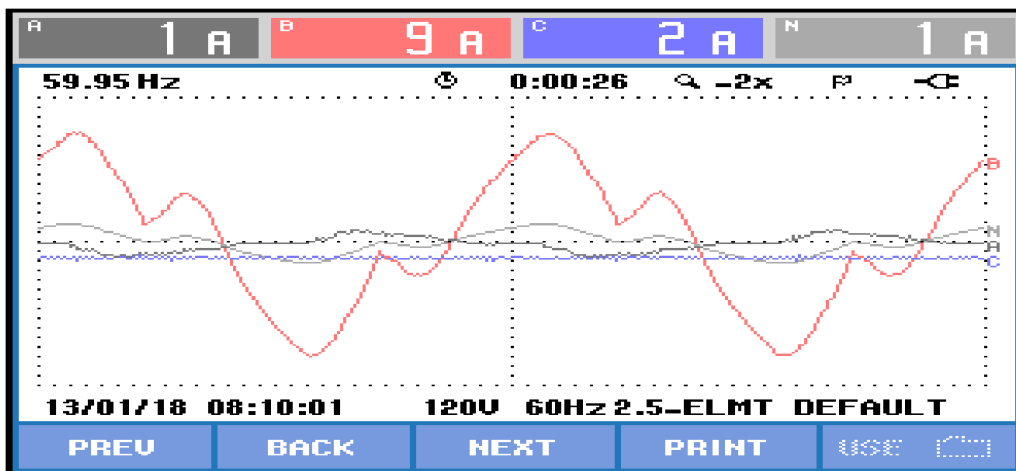 A 1 A B 9 A C 2 A N 1 A
59.95 Hz 0:00:26 -2x
B
N
A
C
13/01/18 08:10:01 120V 60Hz 2.5-ELMT DEFAULT
PREV BACK NEXT PRINT USE